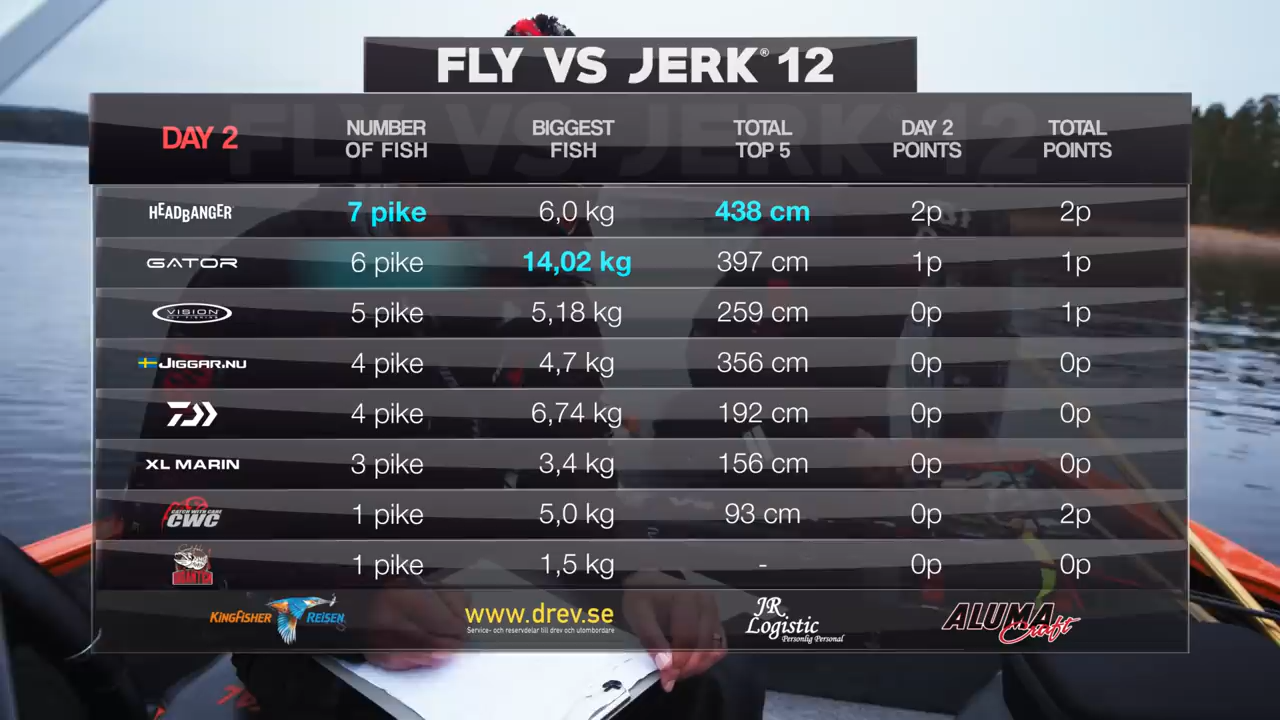 FLY VS JERK® 12
DAY 2 NUMBER OF FISH BIGGEST FISH TOTAL TOP 5 DAY 2 POINTS TOTAL POINTS
HEADBANGER 7 pike 6,0 kg 438 cm 2p 2p
GATOR 6 pike 14,02 kg 397 cm 1p 1p
VISION FLY FISHING 5 pike 5,18 kg 259 cm 0p 1p
JIGGAR.NU 4 pike 4,7 kg 356 cm 0p 0p
4 pike 6,74 kg 192 cm 0p 0p
XL MARIN 3 pike 3,4 kg 156 cm 0p 0p
CATCH WITH CARE CWC 1 pike 5,0 kg 93 cm 0p 2p
1 pike 1,5 kg - 0p 0p
KINGFISHER REISEN www.drev.se JR Logistic ALUMA Craft
Service- och reservdelar till drev och utombordare Personlig Personal